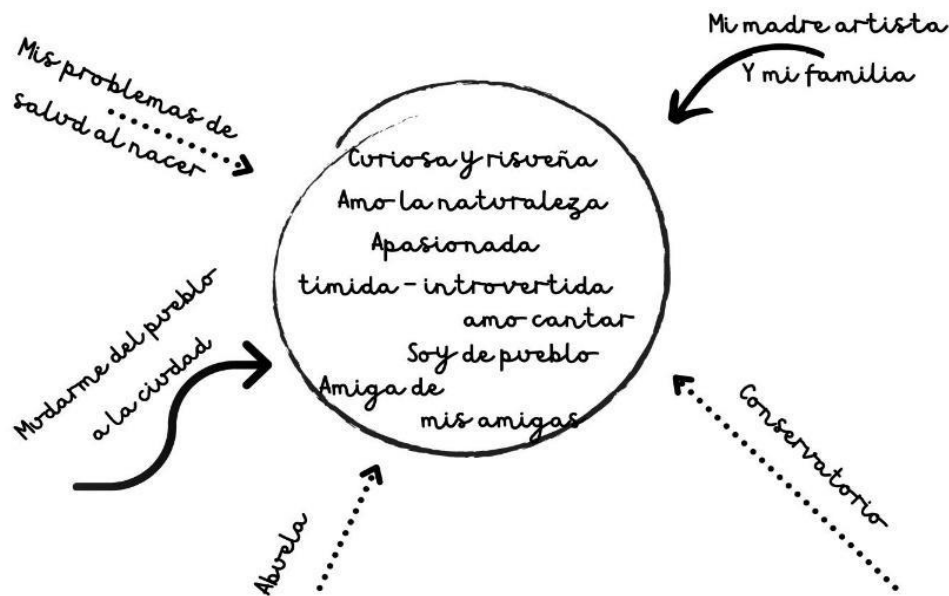 Mi madre artista
Y mi familia
Mis problemas de
salud al nacer
Curiosa y risueña
Amo la naturaleza
Apasionada
tímida - introvertida
amo cantar
Soy de pueblo
Amiga de
mis amigas
Mudarme del pueblo
a la ciudad
Abuela
Conservatorio